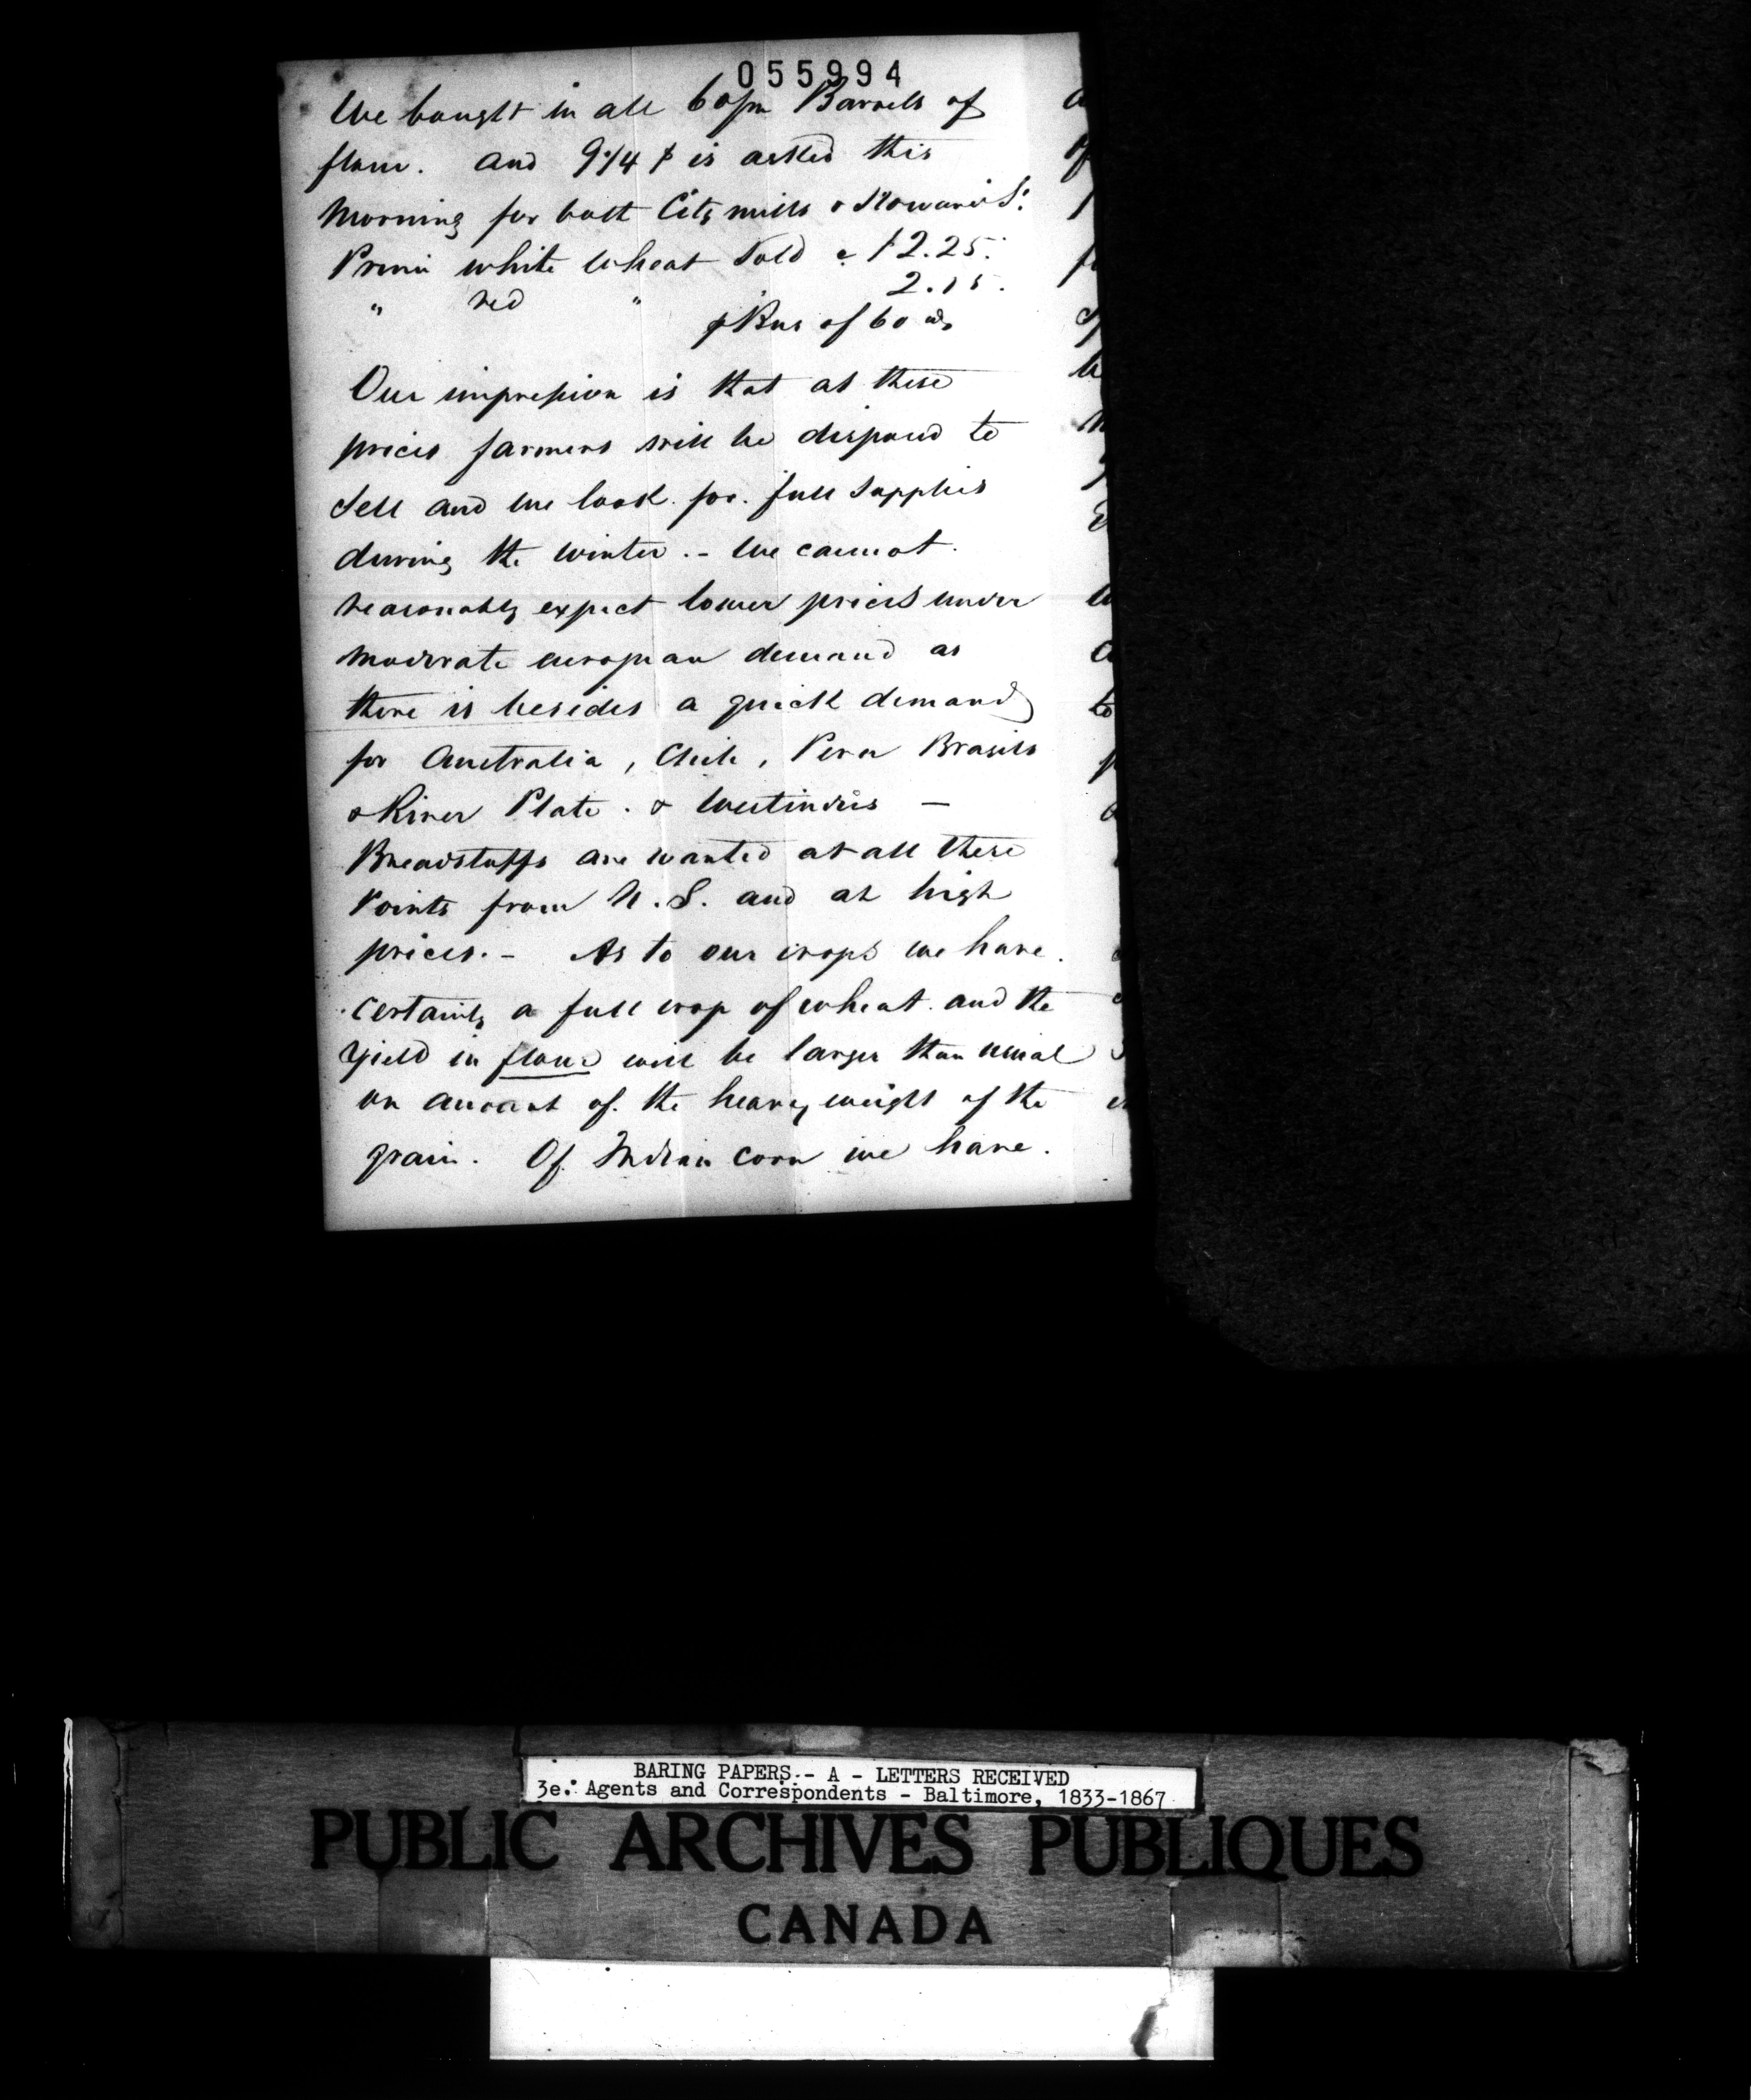 055994
We bought in all 60/m Barrels of
flour. and 9 1/4 $ is asked this
Morning for both City mills & Howard St.
Prime white wheat Sold @ $2.25.
" red " 2.15.
Bus of 60 lb
Our impression is that at these
prices farmers will be disposed to
sell and we look for full Supplies
during the winter. - We cannot
reasonably expect lower prices under
moderate european demand as
there is besides a quick demand
for Australia, Chili, Peru Brasils
& River Plate. & Westindies —
Breadstuffs are wanted at all these
Points from U.S. and at high
prices. - As to our crops we have
certainly a full crop of wheat. and the
Yield in flour will be larger than usual
on account of the heavy weight of the
grain. Of Indian corn we have.
BARING PAPERS - A - LETTERS RECEIVED
3e. Agents and Correspondents - Baltimore, 1833-1867
PUBLIC ARCHIVES PUBLIQUES
CANADA